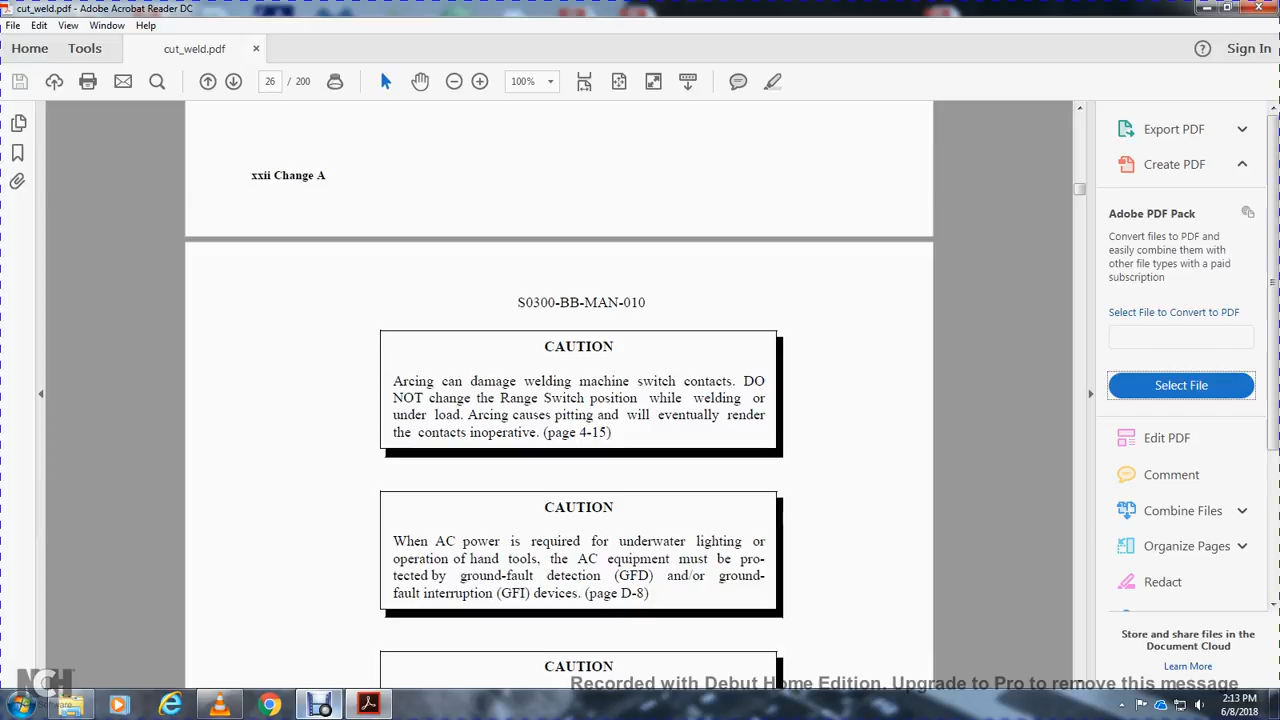 cut_weld.pdf - Adobe Acrobat Reader DC
File Edit View Window Help
Home Tools cut_weld.pdf × Sign In
26 / 200 100%
xxii Change A
S0300-BB-MAN-010
CAUTION
Arcing can damage welding machine switch contacts. DO
NOT change the Range Switch position while welding or
under load. Arcing causes pitting and will eventually render
the contacts inoperative. (page 4-15)
CAUTION
When AC power is required for underwater lighting or
operation of hand tools, the AC equipment must be pro-
tected by ground-fault detection (GFD) and/or ground-
fault interruption (GFI) devices. (page D-8)
CAUTION
Export PDF
Create PDF
Adobe PDF Pack
Convert files to PDF and
easily combine them with
other file types with a paid
subscription
Select File to Convert to PDF
Select File
Edit PDF
Comment
Combine Files
Organize Pages
Redact
Store and share files in the
Document Cloud
Learn More
NCH
Software
Recorded with Debut Home Edition. Upgrade to Pro to remove this message
2:13 PM
6/8/2018